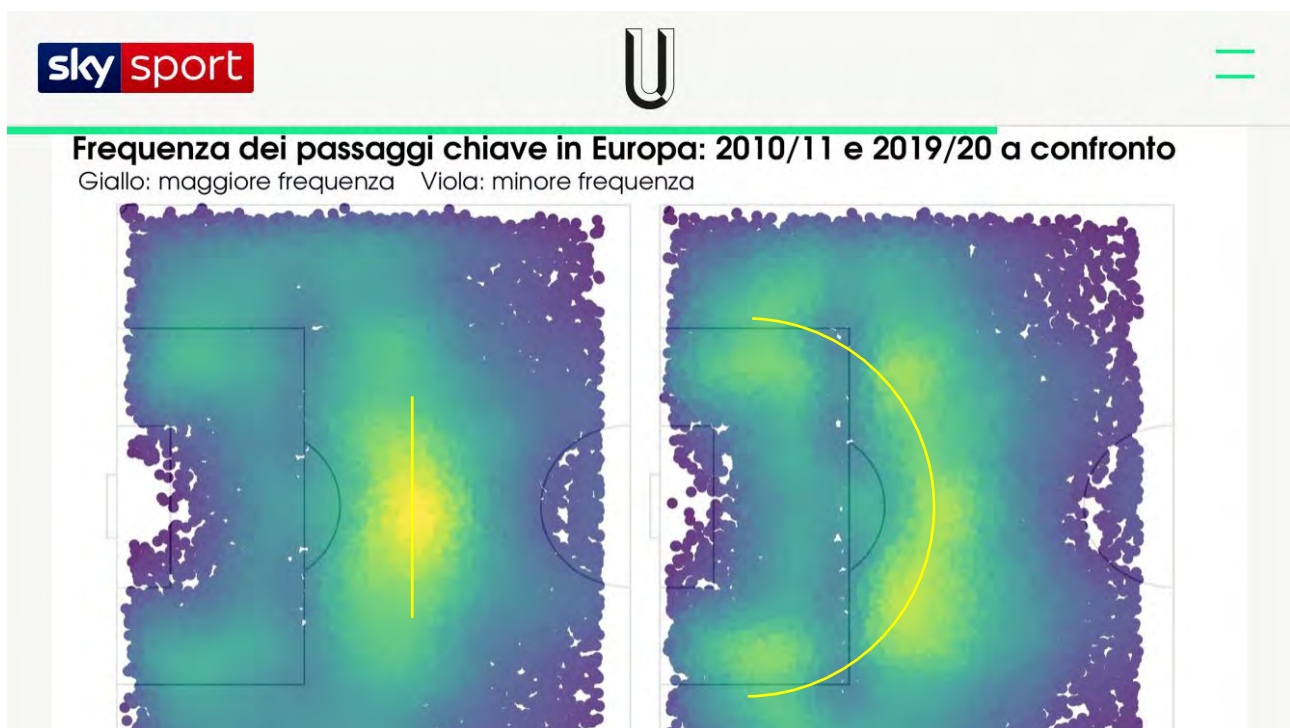 sky sport
U
Frequenza dei passaggi chiave in Europa: 2010/11 e 2019/20 a confronto
Giallo: maggiore frequenza Viola: minore frequenza